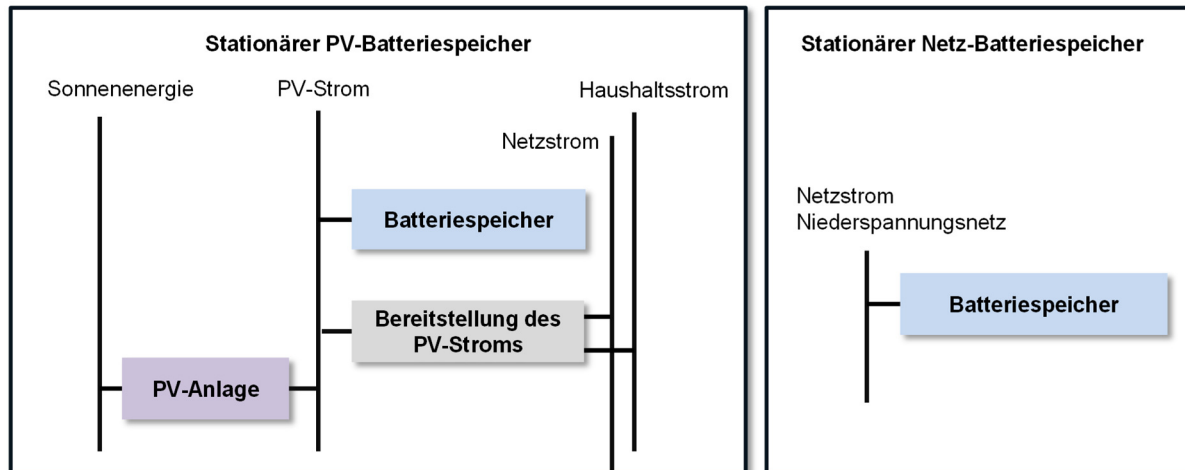 Stationärer PV-Batteriespeicher
Sonnenenergie
PV-Strom
Haushaltsstrom
Netzstrom
Batteriespeicher
Bereitstellung des
PV-Stroms
PV-Anlage
Stationärer Netz-Batteriespeicher
Netzstrom
Niederspannungsnetz
Batteriespeicher